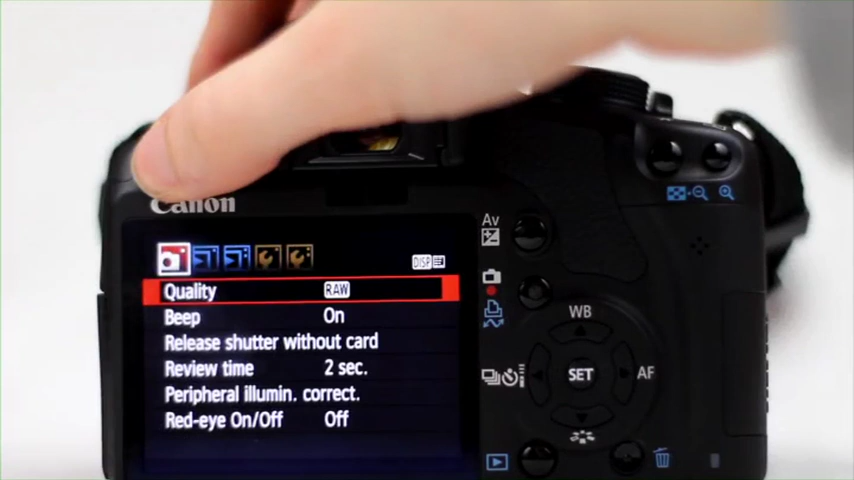 Canon
DISP
Quality RAW
Beep On
Release shutter without card
Review time 2 sec.
Peripheral illumin. correct.
Red-eye On/Off Off
Av
WB
SET
AF